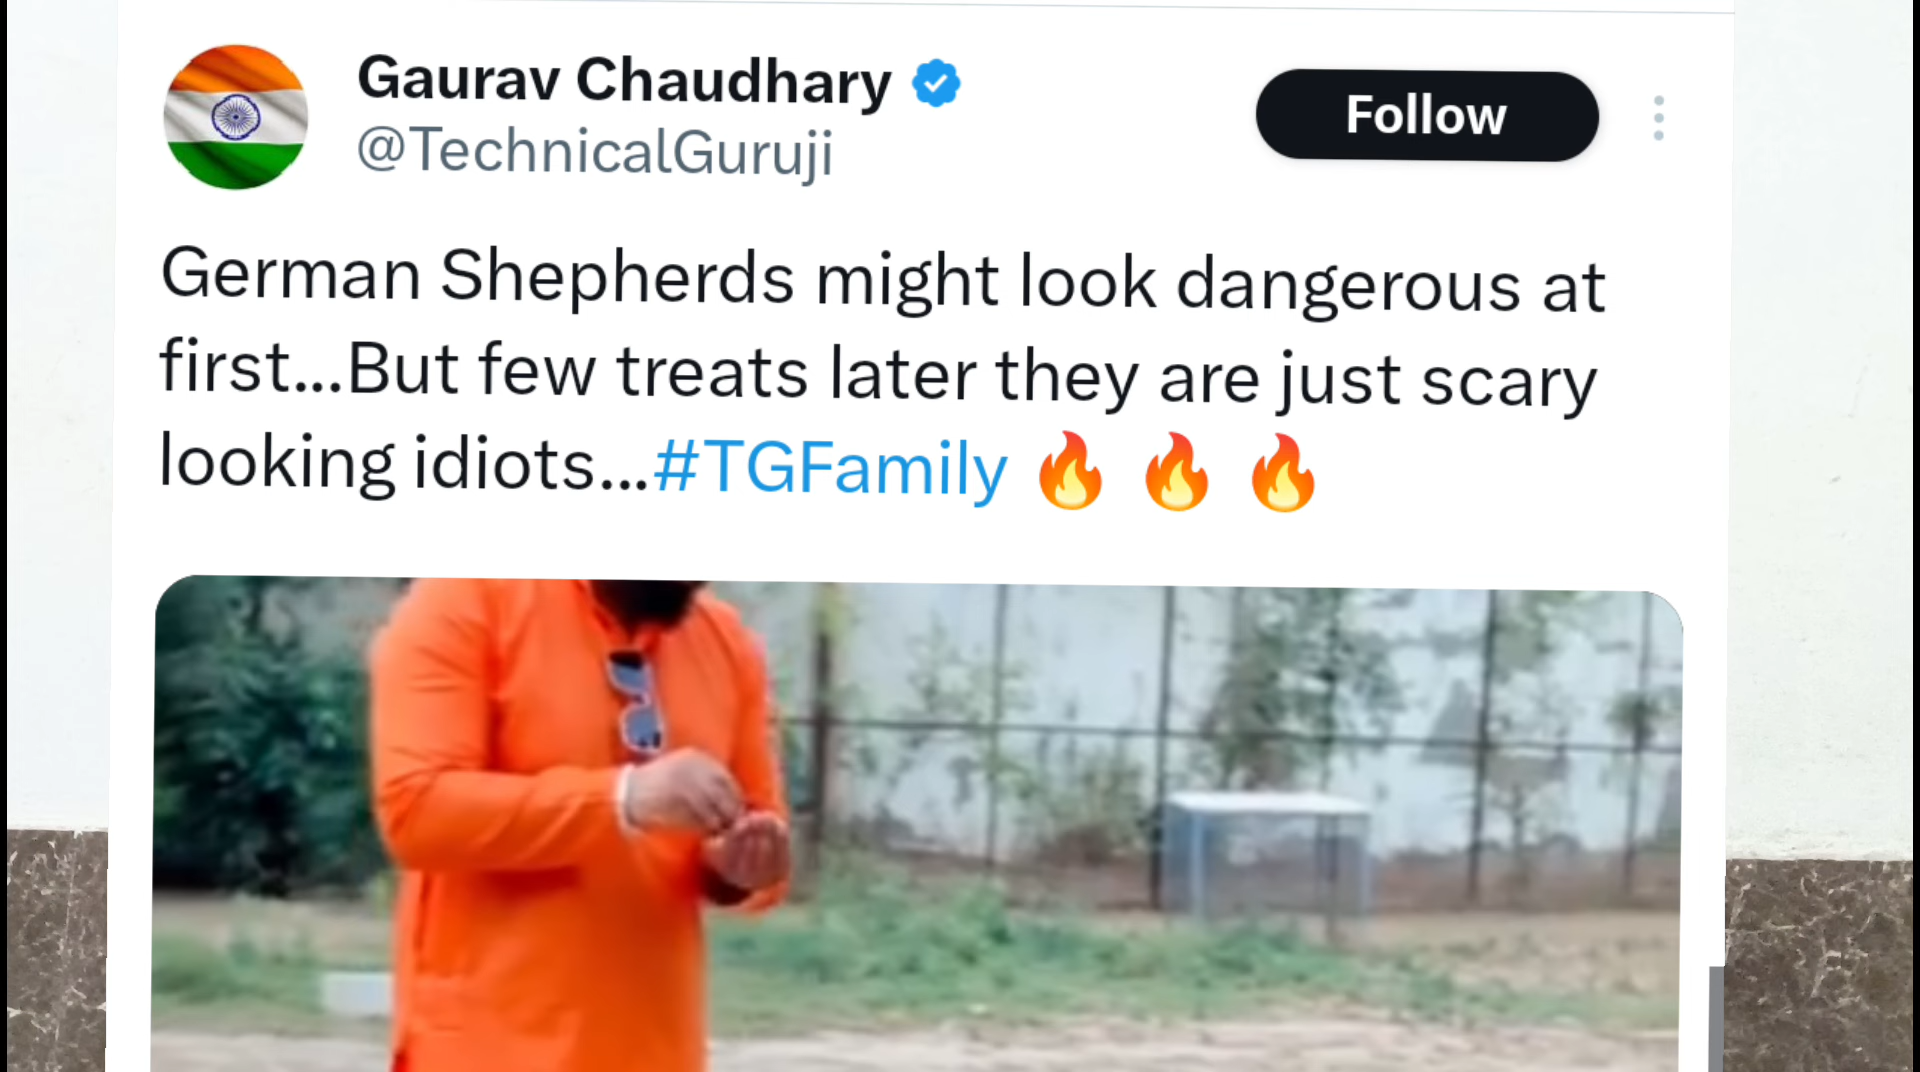 Gaurav Chaudhary
@TechnicalGuruji
Follow
German Shepherds might look dangerous at
first...But few treats later they are just scary
looking idiots...#TGFamily 🔥 🔥 🔥